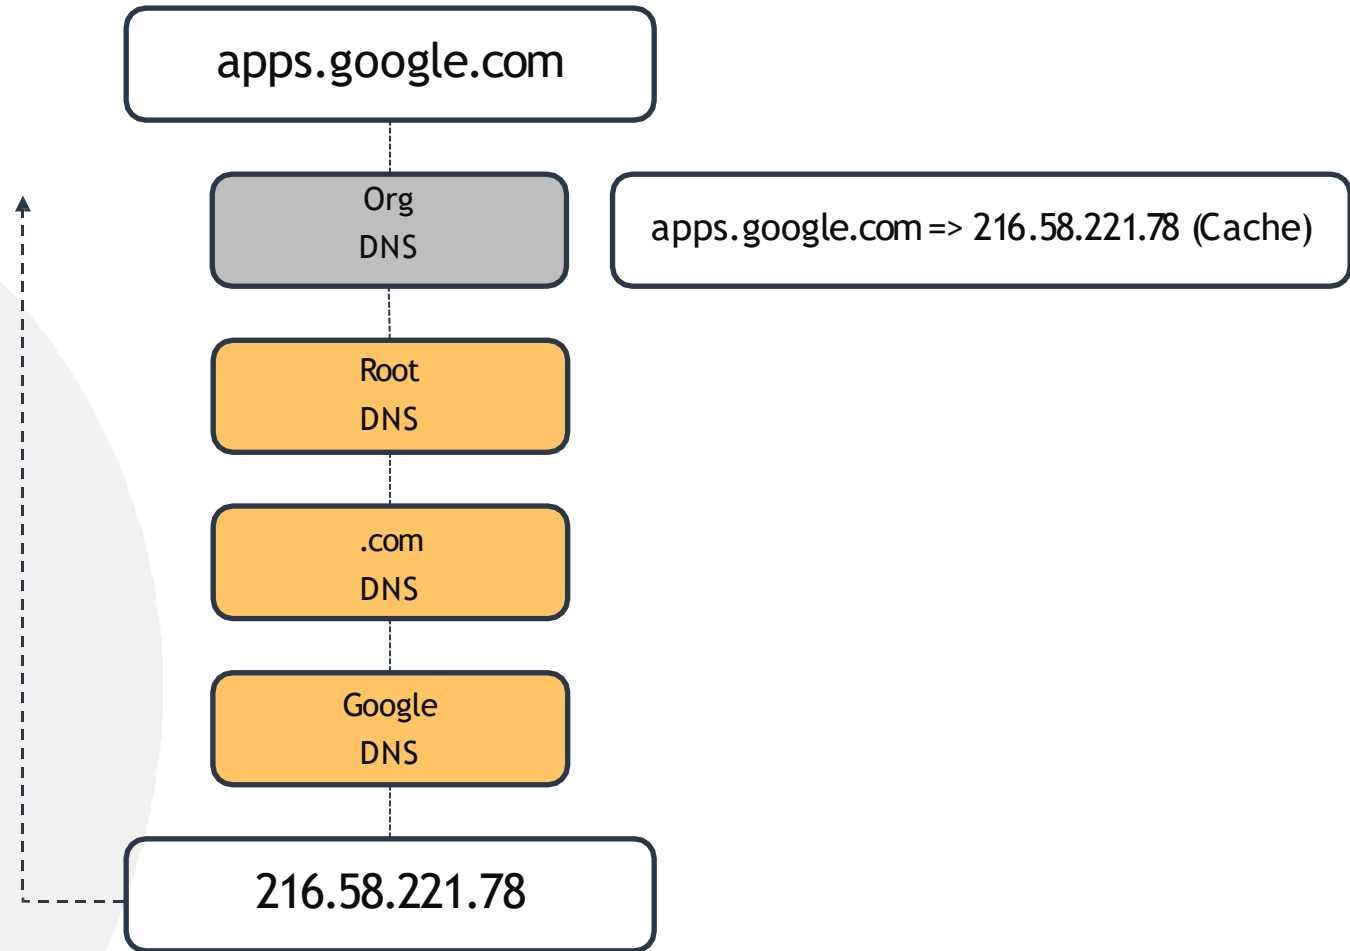 apps.google.com
Org
DNS
apps.google.com => 216.58.221.78 (Cache)
Root
DNS
.com
DNS
Google
DNS
216.58.221.78